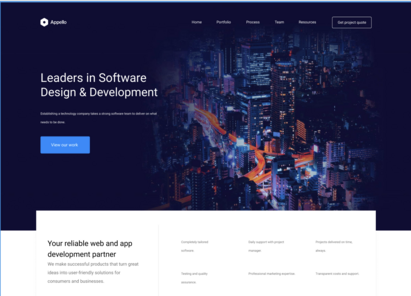 Appello
Home
Portfolio
Process
Team
Resources
Get project quote
Leaders in Software
Design & Development
Establishing a technology company takes a strong software team to deliver on what
needs to be done.
View our work
Your reliable web and app
development partner
We make successful products that turn great
ideas into user-friendly solutions for
consumers and businesses.
Completely tailored
software
Daily support with project
manager
Projects delivered on time
always
Testing and quality
assurance
Professional marketing expertise
Transparent costs and support